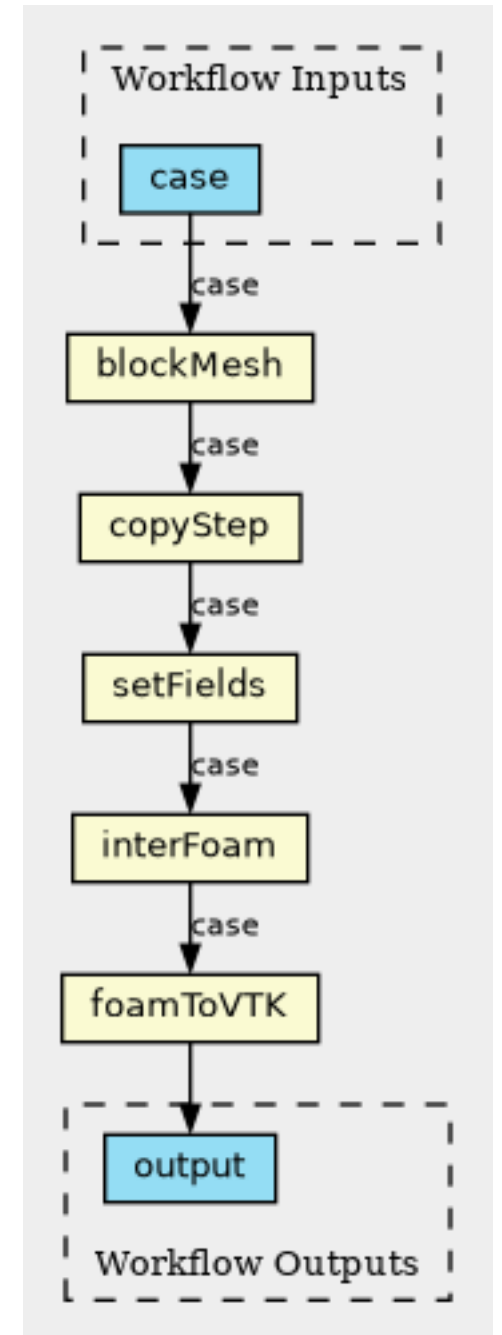 Workflow Inputs
case
case
blockMesh
case
copyStep
case
setFields
case
interFoam
case
foamToVTK
output
Workflow Outputs